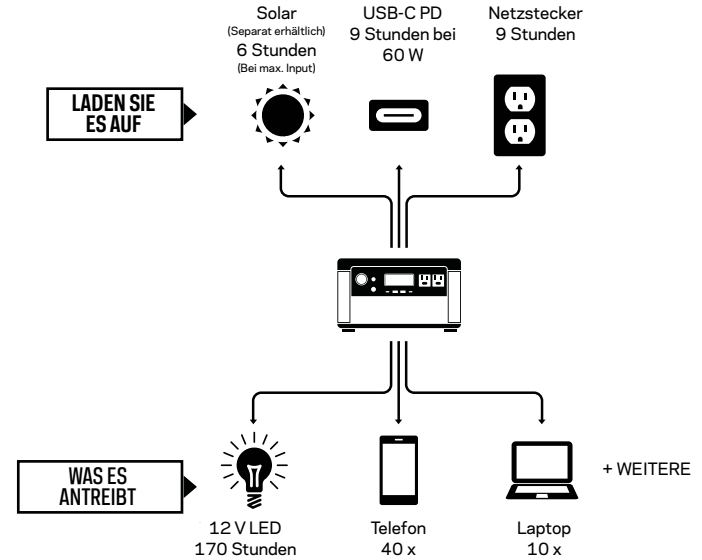 Solar
(Separat erhältlich)
6 Stunden
(Bei max. Input)
USB-C PD
9 Stunden bei
60 W
Netzstecker
9 Stunden
LADEN SIE
ES AUF
WAS ES
ANTREIBT
12 V LED
170 Stunden
Telefon
40 x
Laptop
10 x
+ WEITERE